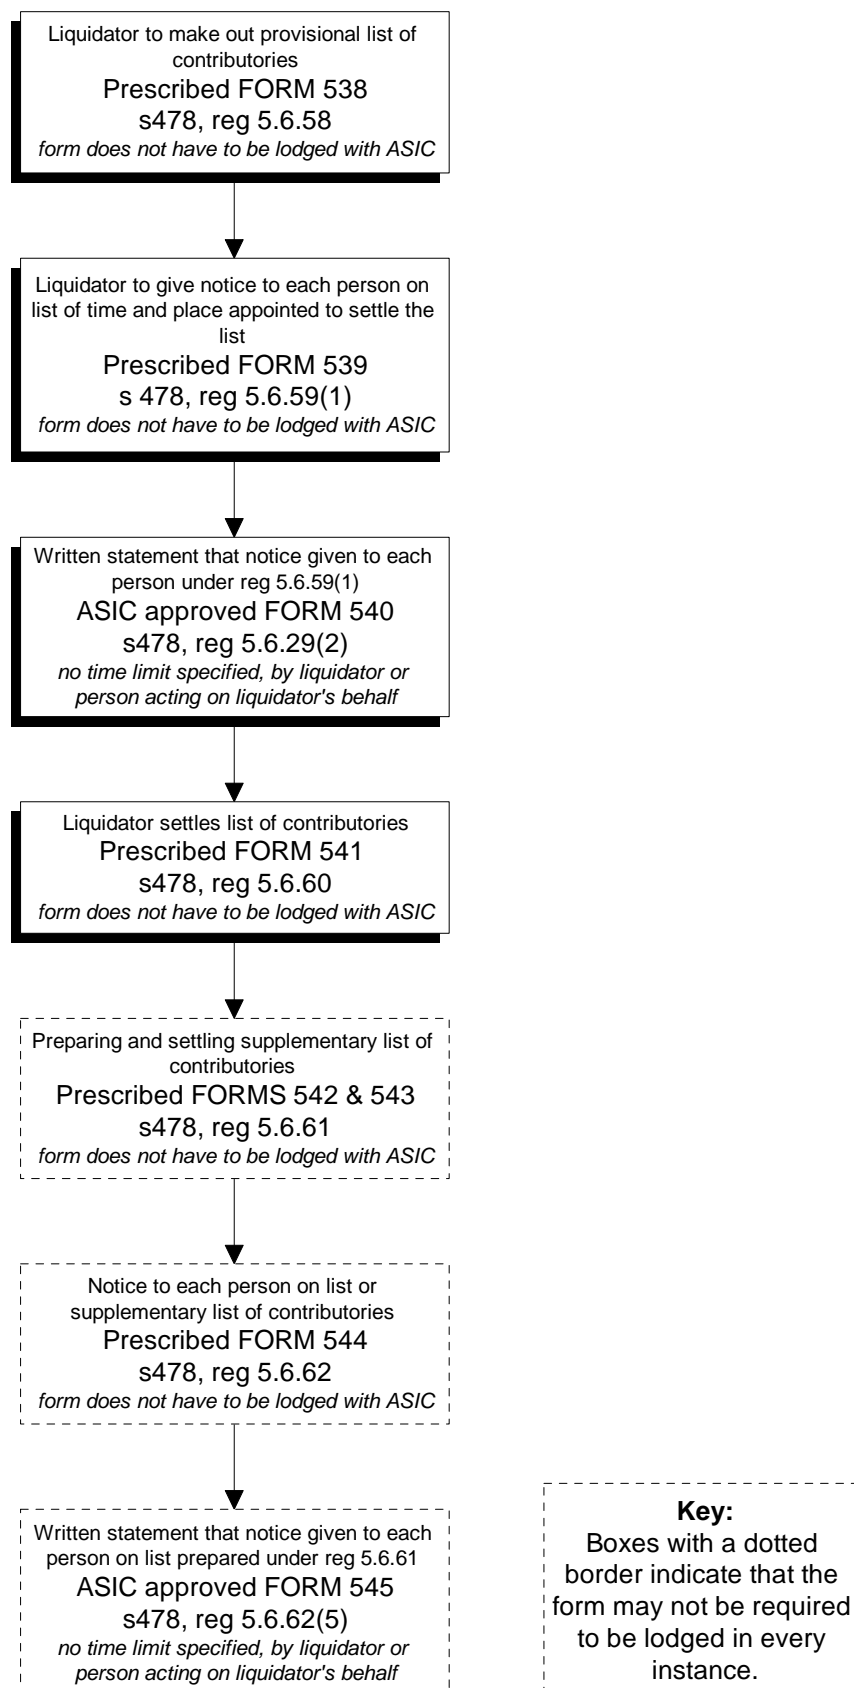 Liquidator to make out provisional list of
contributories
Prescribed FORM 538
s478, reg 5.6.58
form does not have to be lodged with ASIC
Liquidator to give notice to each person on
list of time and place appointed to settle the
list
Prescribed FORM 539
s 478, reg 5.6.59(1)
form does not have to be lodged with ASIC
Written statement that notice given to each
person under reg 5.6.59(1)
ASIC approved FORM 540
s478, reg 5.6.29(2)
no time limit specified, by liquidator or
person acting on liquidator's behalf
Liquidator settles list of contributories
Prescribed FORM 541
s478, reg 5.6.60
form does not have to be lodged with ASIC
Preparing and settling supplementary list of
contributories
Prescribed FORMS 542 & 543
s478, reg 5.6.61
form does not have to be lodged with ASIC
Notice to each person on list or
supplementary list of contributories
Prescribed FORM 544
s478, reg 5.6.62
form does not have to be lodged with ASIC
Written statement that notice given to each
person on list prepared under reg 5.6.61
ASIC approved FORM 545
s478, reg 5.6.62(5)
no time limit specified, by liquidator or
person acting on liquidator's behalf
Key:
Boxes with a dotted
border indicate that the
form may not be required
to be lodged in every
instance.